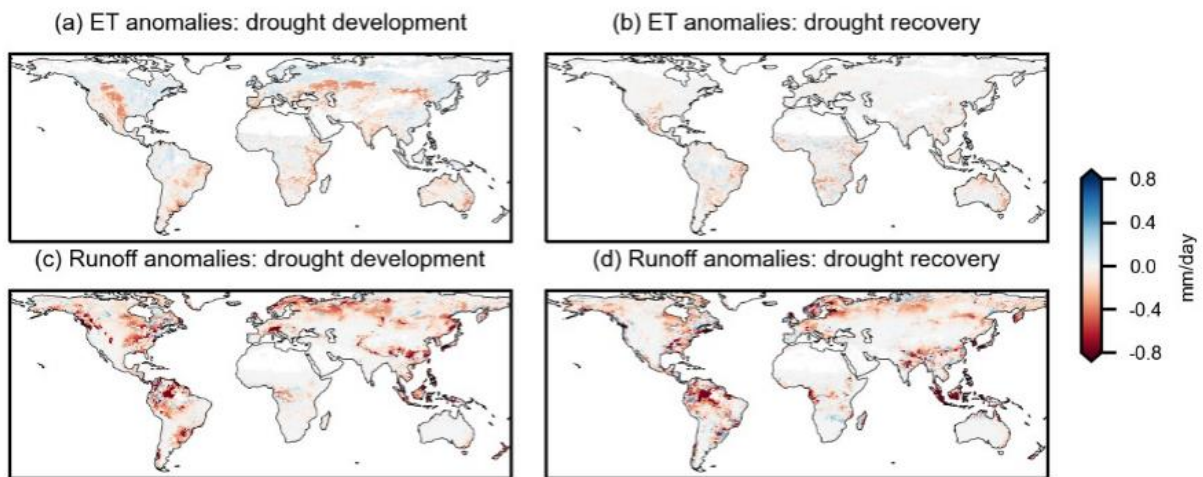 (a) ET anomalies: drought development
(b) ET anomalies: drought recovery
(c) Runoff anomalies: drought development
(d) Runoff anomalies: drought recovery
0.8
0.4
0.0
-0.4
-0.8
mm/day